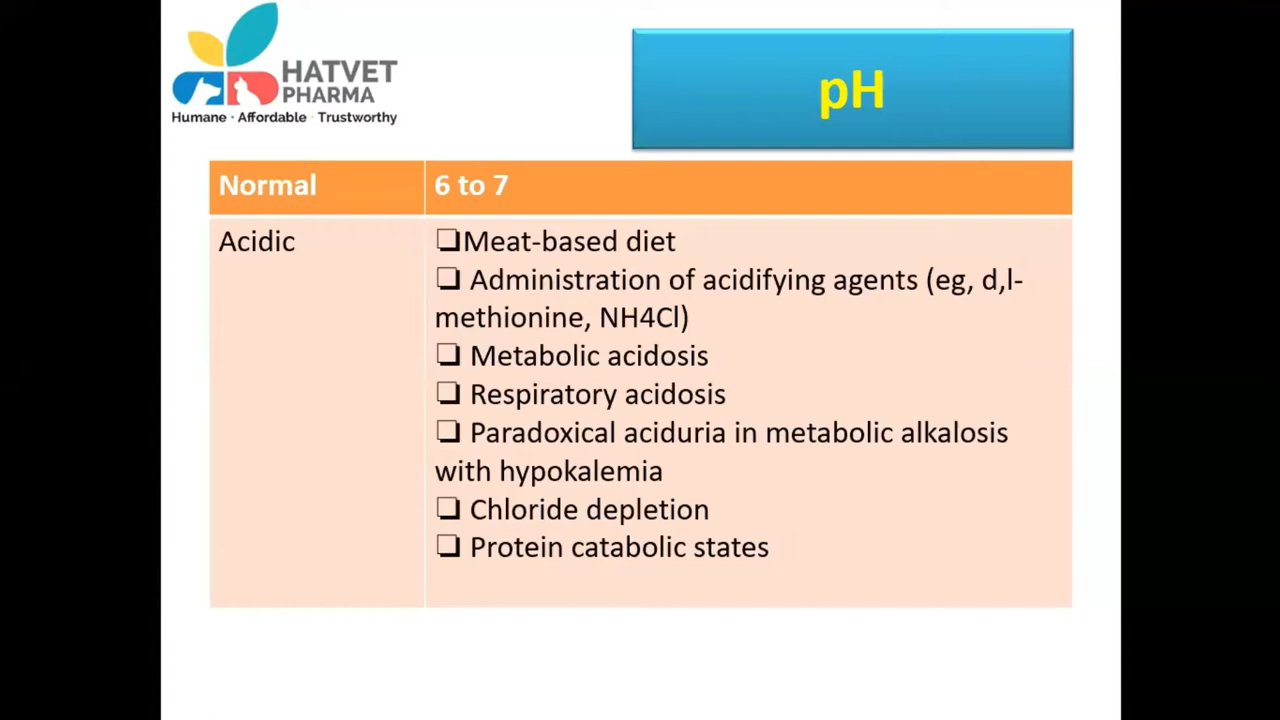 HATVET
PHARMA
Humane · Affordable · Trustworthy
pH
Normal
6 to 7
Acidic
❑Meat-based diet
❑ Administration of acidifying agents (eg, d,l-
methionine, NH4Cl)
❑ Metabolic acidosis
❑ Respiratory acidosis
❑ Paradoxical aciduria in metabolic alkalosis
with hypokalemia
❑ Chloride depletion
❑ Protein catabolic states